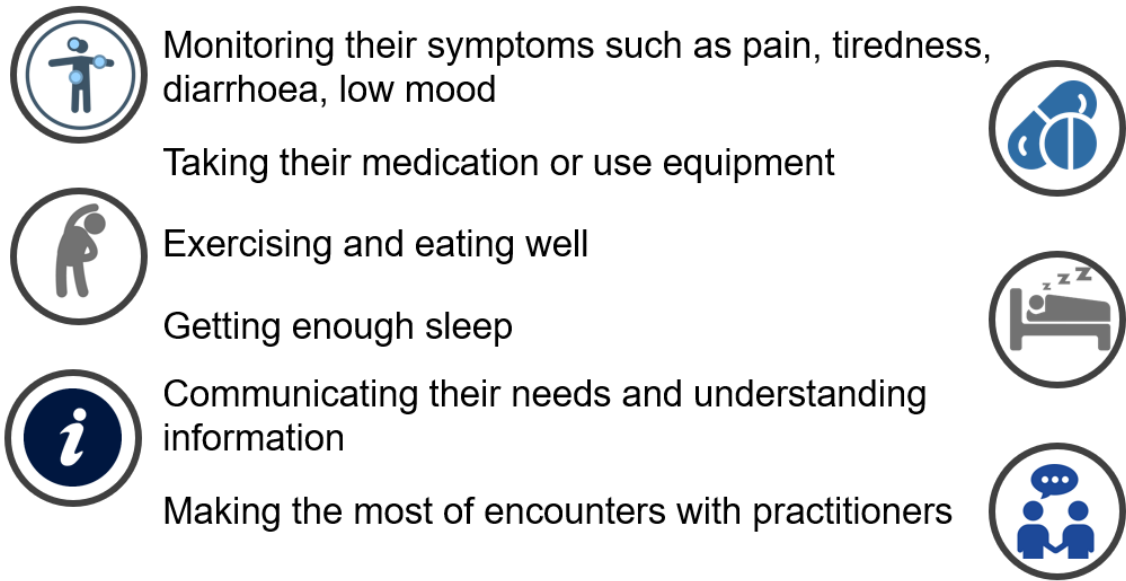 Monitoring their symptoms such as pain, tiredness,
diarrhoea, low mood
Taking their medication or use equipment
Exercising and eating well
z z Z
Getting enough sleep
Communicating their needs and understanding
information
i
Making the most of encounters with practitioners